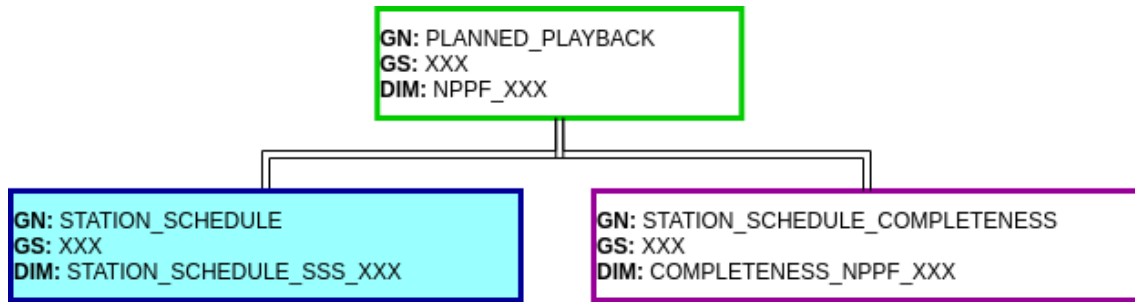 GN: PLANNED_PLAYBACK
GS: XXX
DIM: NPPF_XXX
GN: STATION_SCHEDULE
GS: XXX
DIM: STATION_SCHEDULE_SSS_XXX
GN: STATION_SCHEDULE_COMPLETENESS
GS: XXX
DIM: COMPLETENESS_NPPF_XXX